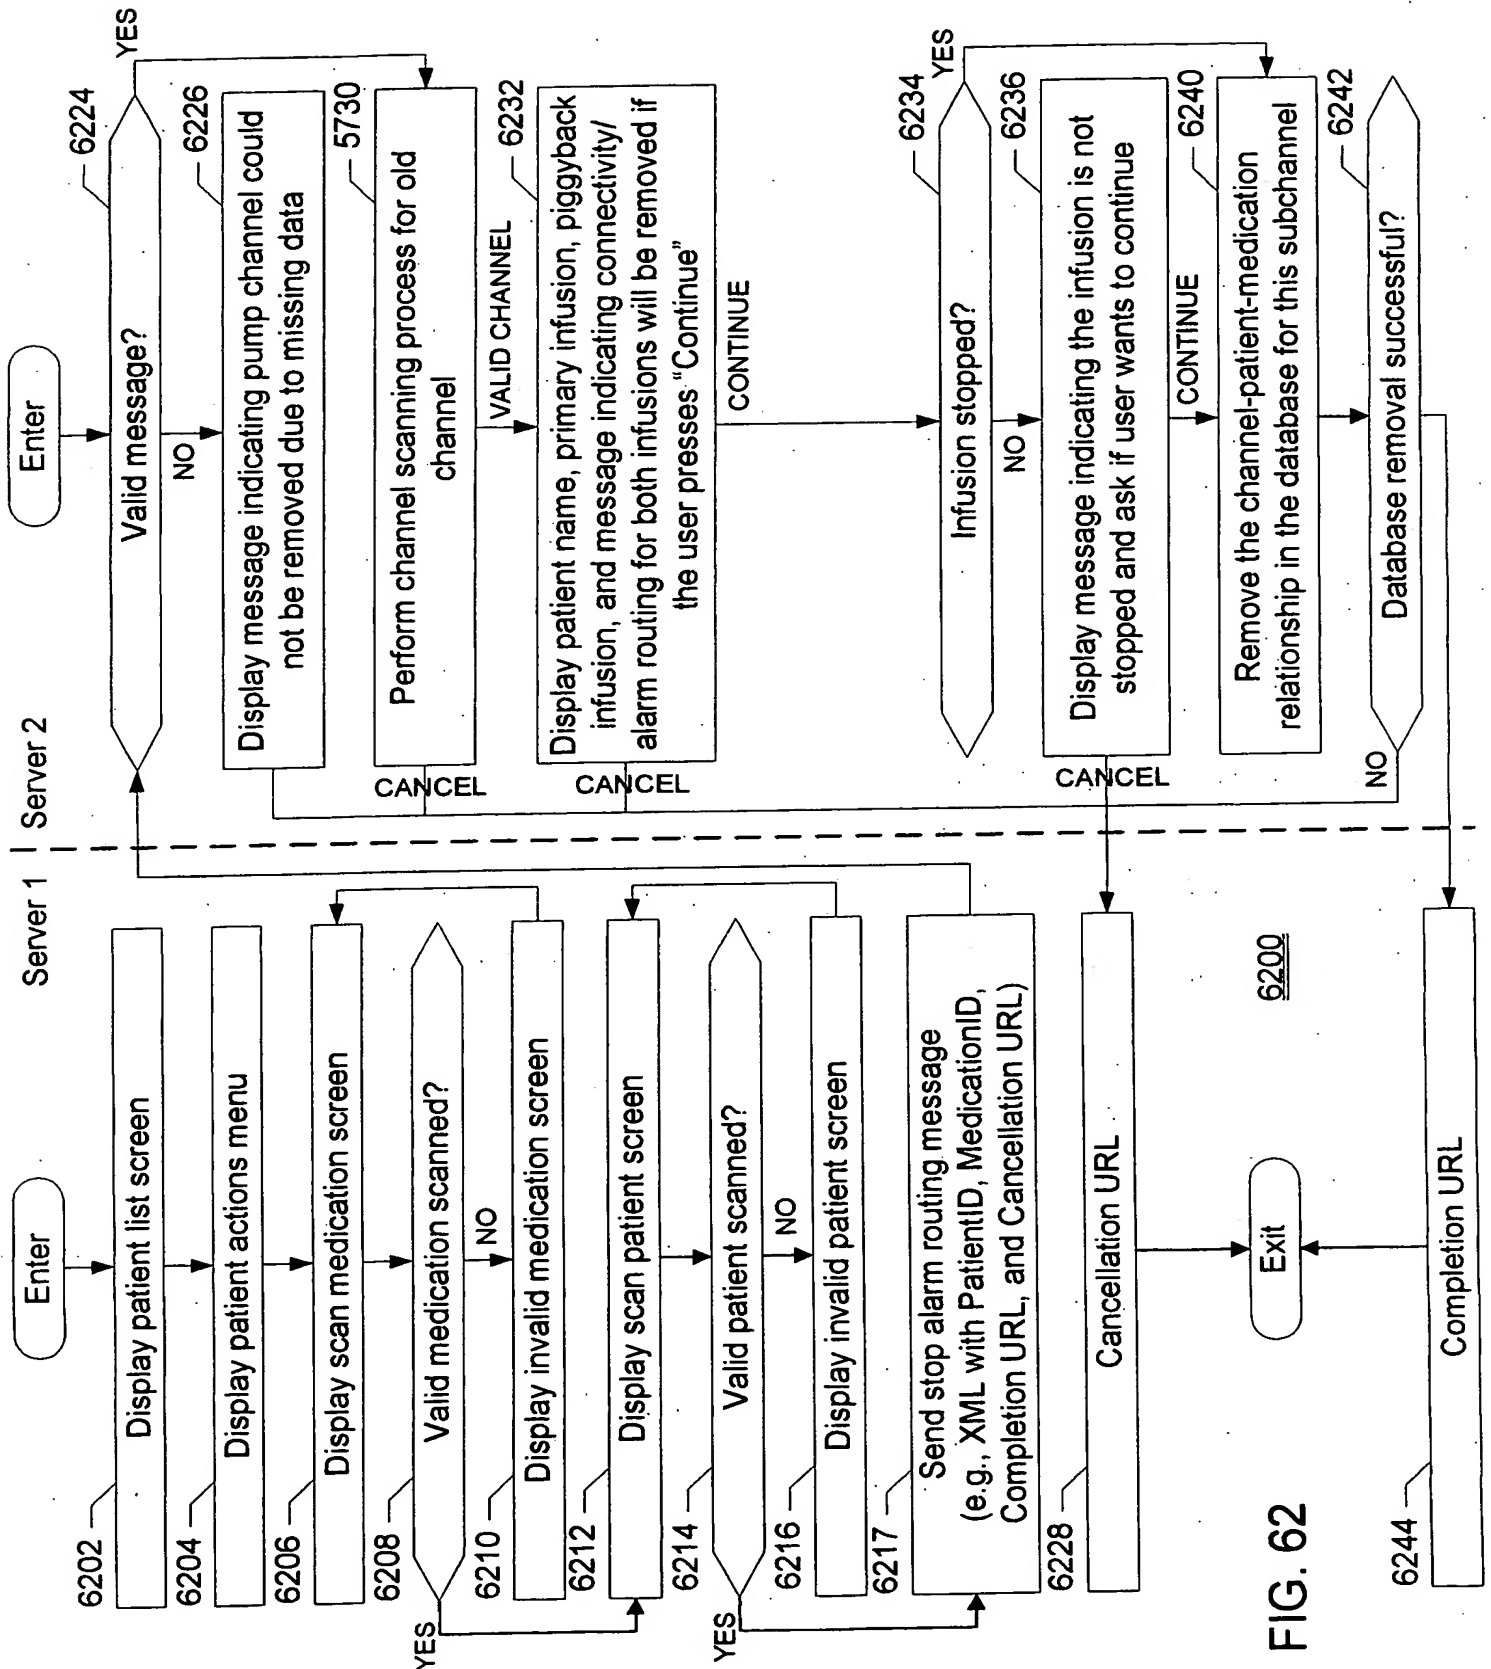 Server 1
Server 2
Enter
6202
Display patient list screen
6204
Display patient actions menu
6206
Display scan medication screen
6208
Valid medication scanned?
YES
NO
6210
Display invalid medication screen
6212
Display scan patient screen
6214
Valid patient scanned?
YES
NO
6216
Display invalid patient screen
6217
Send stop alarm routing message
(e.g., XML with PatientID, MedicationID,
Completion URL, and Cancellation URL)
6228
Cancellation URL
Exit
6200
6244
Completion URL
Enter
6224
Valid message?
YES
NO
6226
Display message indicating pump channel could
not be removed due to missing data
5730
Perform channel scanning process for old
channel
CANCEL
VALID CHANNEL
6232
Display patient name, primary infusion, piggyback
infusion, and message indicating connectivity/
alarm routing for both infusions will be removed if
the user presses “Continue”
CANCEL
CONTINUE
6234
Infusion stopped?
YES
NO
6236
Display message indicating the infusion is not
stopped and ask if user wants to continue
CANCEL
CONTINUE
6240
Remove the channel-patient-medication
relationship in the database for this subchannel
6242
Database removal successful?
NO
FIG. 62